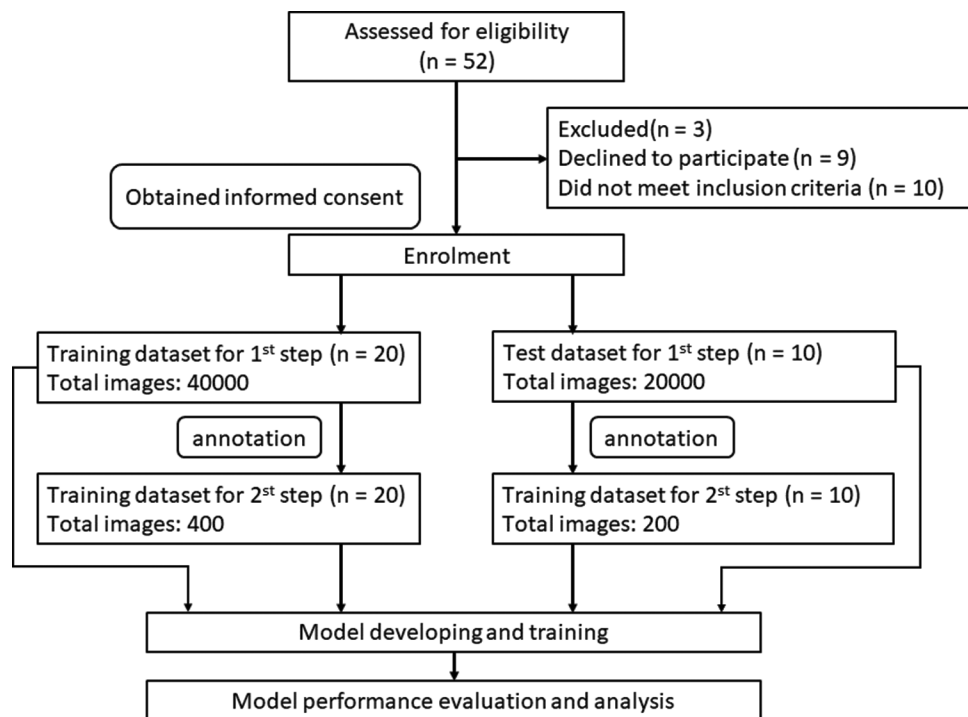 Assessed for eligibility
(n = 52)
Excluded(n = 3)
Declined to participate (n = 9)
Did not meet inclusion criteria (n = 10)
Obtained informed consent
Enrolment
Training dataset for 1st step (n = 20)
Total images: 40000
Test dataset for 1st step (n = 10)
Total images: 20000
annotation
annotation
Training dataset for 2st step (n = 20)
Total images: 400
Training dataset for 2st step (n = 10)
Total images: 200
Model developing and training
Model performance evaluation and analysis